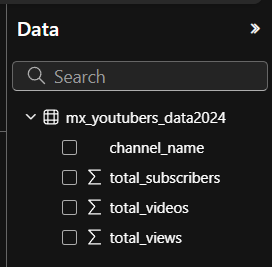 Data
Search
mx_youtubers_data2024
channel_name
total_subscribers
total_videos
total_views